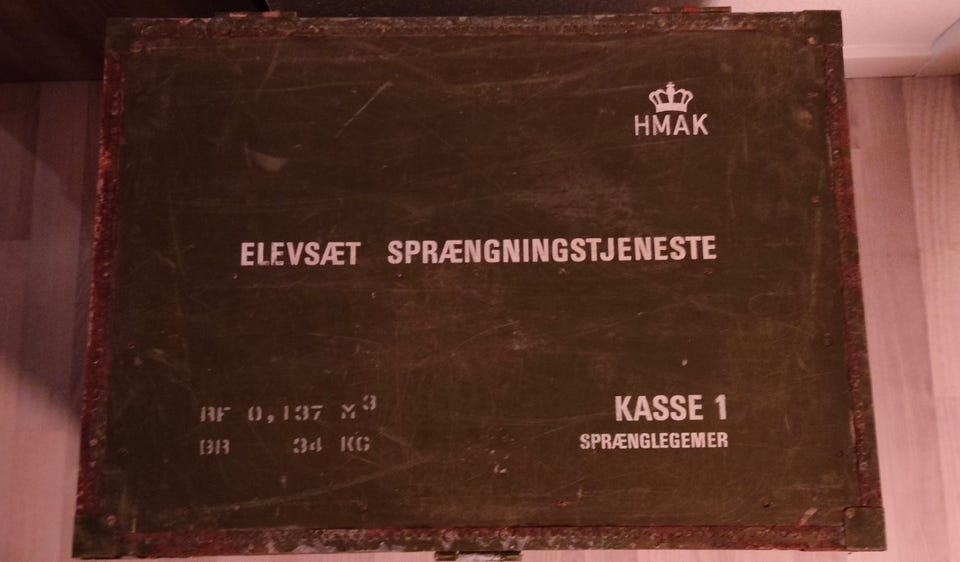 HMAK
ELEVSÆT SPRÆNGNINGSTJENESTE
RF 0,137 M³
BR 34 KG
KASSE 1
SPRÆNGLEGEMER